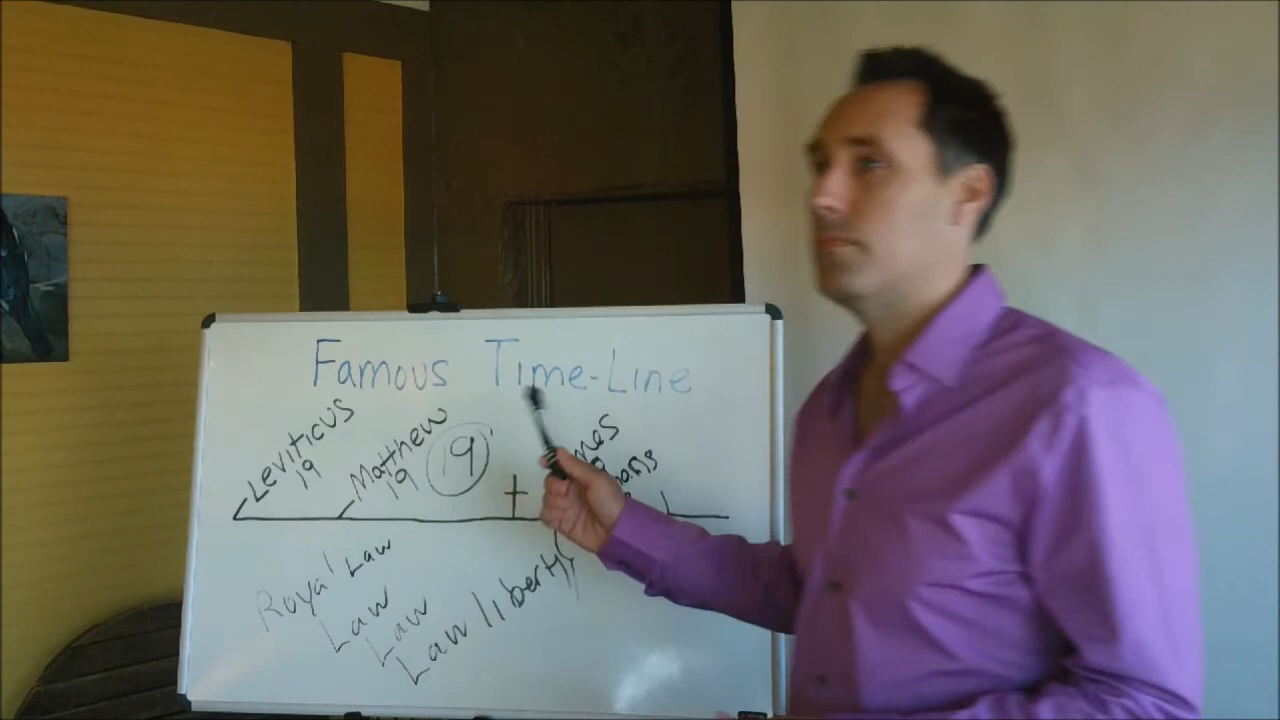 Famous Time-Line
Leviticus
19
Matthew
19
19
Royal Law
Law
Law
Law liberty